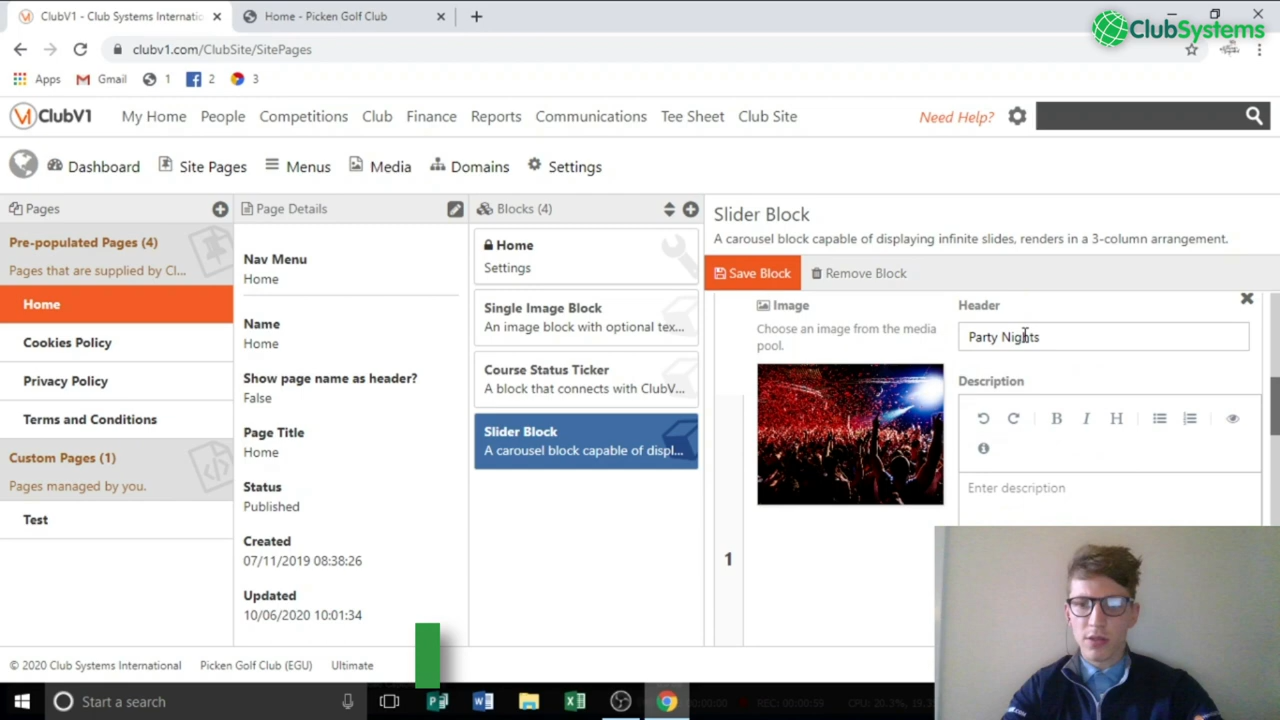 ClubV1 - Club Systems Internatic
Home - Picken Golf Club
clubv1.com/ClubSite/SitePages
ClubSystems
Apps
Gmail
1
2
3
ClubV1
My Home
People
Competitions
Club
Finance
Reports
Communications
Tee Sheet
Club Site
Need Help?
Dashboard
Site Pages
Menus
Media
Domains
Settings
Pages
Pre-populated Pages (4)
Pages that are supplied by Cl...
Home
Cookies Policy
Privacy Policy
Terms and Conditions
Custom Pages (1)
Pages managed by you.
Test
Page Details
Nav Menu
Home
Name
Home
Show page name as header?
False
Page Title
Home
Status
Published
Created
07/11/2019 08:38:26
Updated
10/06/2020 10:01:34
Blocks (4)
Home
Settings
Single Image Block
An image block with optional tex...
Course Status Ticker
A block that connects with ClubV...
Slider Block
A carousel block capable of displ...
Slider Block
A carousel block capable of displaying infinite slides, renders in a 3-column arrangement.
Save Block
Remove Block
Image
Choose an image from the media
pool.
1
Header
Party Nights
Description
B I H
Enter description
© 2020 Club Systems International
Picken Golf Club (EGU)
Ultimate
Start a search
REC: 00:00:59